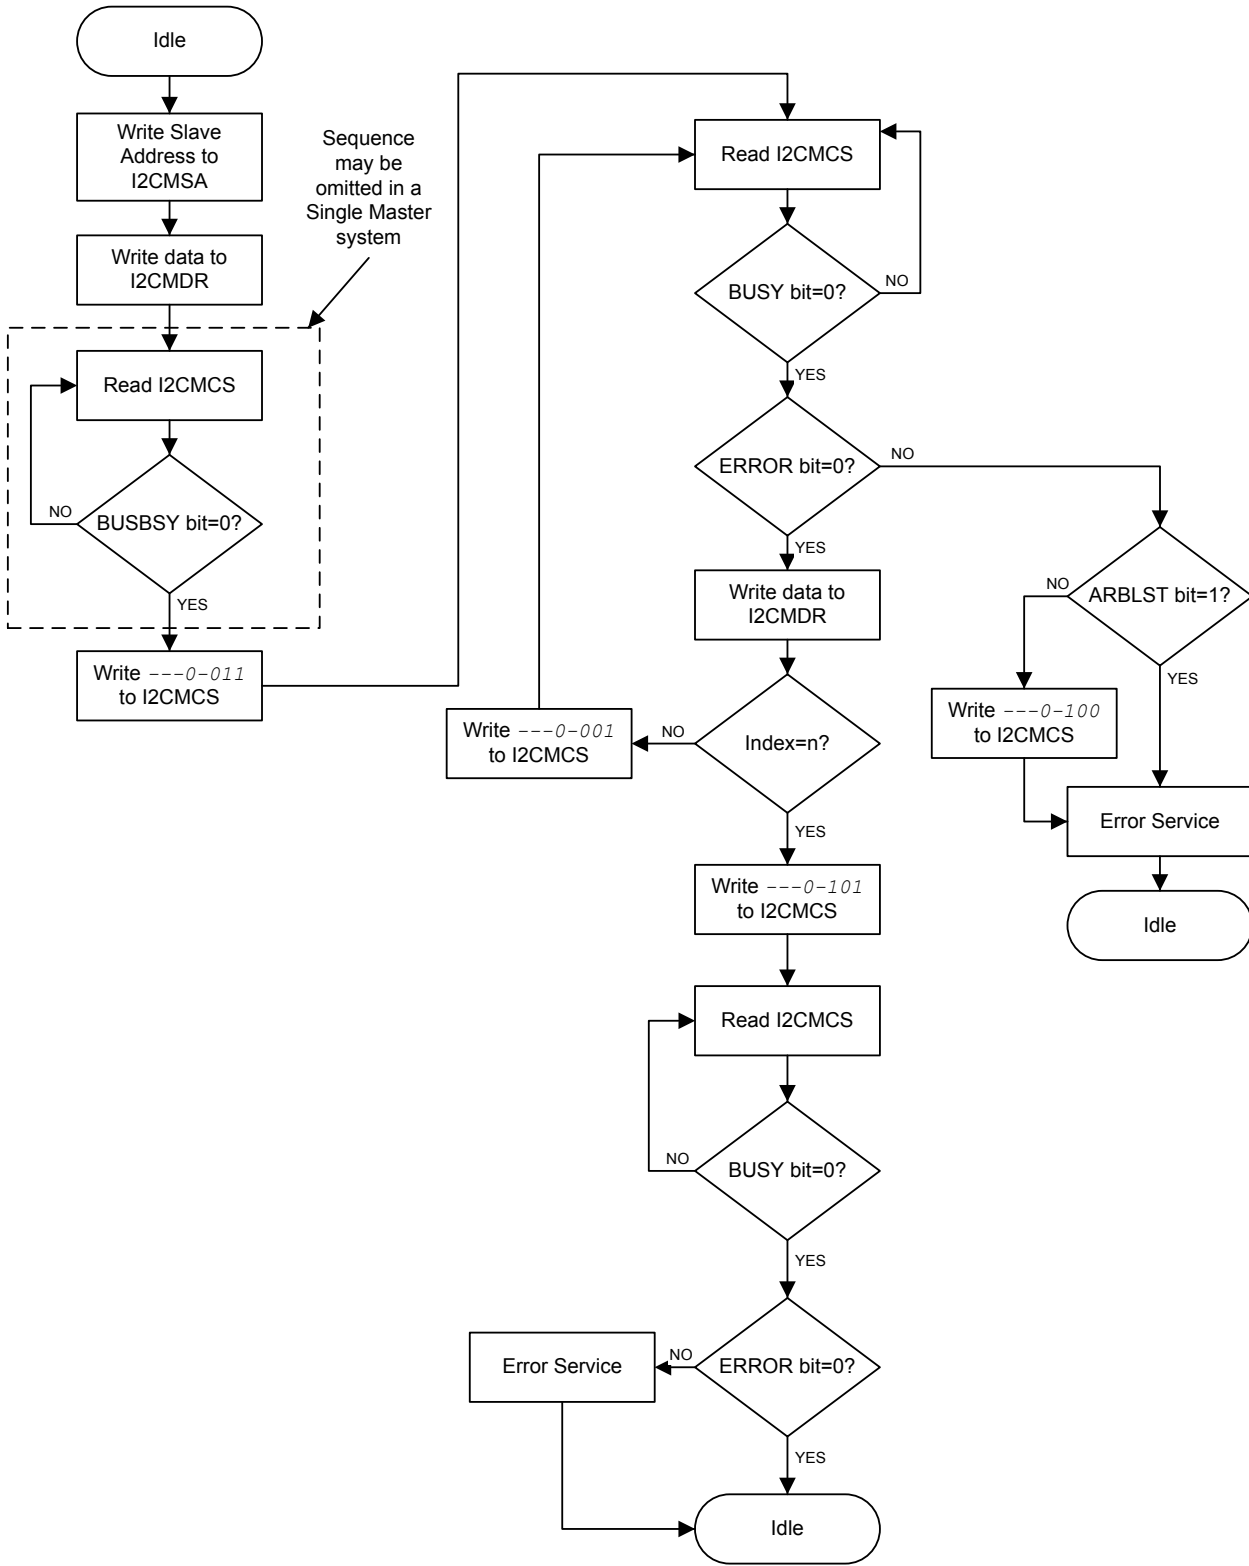 Idle
Write Slave
Address to
I2CMSA
Write data to
I2CMDR
Sequence
may be
omitted in a
Single Master
system
Read I2CMCS
BUSBSY bit=0?
NO
YES
Write ---0-011
to I2CMCS
Read I2CMCS
BUSY bit=0?
NO
YES
ERROR bit=0?
NO
YES
Write data to
I2CMDR
Index=n?
NO
Write ---0-001
to I2CMCS
YES
ARBLST bit=1?
NO
YES
Write ---0-100
to I2CMCS
Error Service
Idle
Write ---0-101
to I2CMCS
Read I2CMCS
BUSY bit=0?
NO
YES
ERROR bit=0?
NO
Error Service
YES
Idle